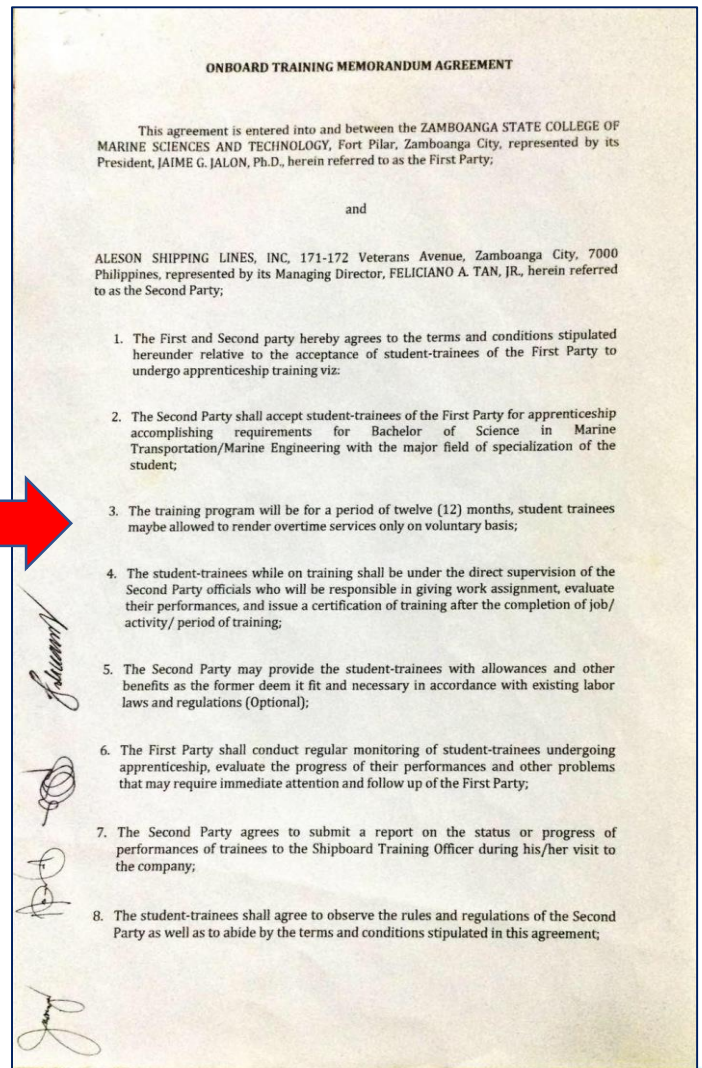 ONBOARD TRAINING MEMORANDUM AGREEMENT
This agreement is entered into and between the ZAMBOANGA STATE COLLEGE OF
MARINE SCIENCES AND TECHNOLOGY, Fort Pilar, Zamboanga City, represented by its
President, JAIME G. JALON, Ph.D., herein referred to as the First Party;
and
ALESON SHIPPING LINES, INC, 171-172 Veterans Avenue, Zamboanga City, 7000
Philippines, represented by its Managing Director, FELICIANO A. TAN, JR., herein referred
to as the Second Party;
1. The First and Second party hereby agrees to the terms and conditions stipulated
hereunder relative to the acceptance of student-trainees of the First Party to
undergo apprenticeship training viz:
2. The Second Party shall accept student-trainees of the First Party for apprenticeship
accomplishing requirements for Bachelor of Science in Marine
Transportation/Marine Engineering with the major field of specialization of the
student;
3. The training program will be for a period of twelve (12) months, student trainees
maybe allowed to render overtime services only on voluntary basis;
4. The student-trainees while on training shall be under the direct supervision of the
Second Party officials who will be responsible in giving work assignment, evaluate
their performances, and issue a certification of training after the completion of job/
activity/ period of training;
5. The Second Party may provide the student-trainees with allowances and other
benefits as the former deem it fit and necessary in accordance with existing labor
laws and regulations (Optional);
6. The First Party shall conduct regular monitoring of student-trainees undergoing
apprenticeship, evaluate the progress of their performances and other problems
that may require immediate attention and follow up of the First Party;
7. The Second Party agrees to submit a report on the status or progress of
performances of trainees to the Shipboard Training Officer during his/her visit to
the company;
8. The student-trainees shall agree to observe the rules and regulations of the Second
Party as well as to abide by the terms and conditions stipulated in this agreement;